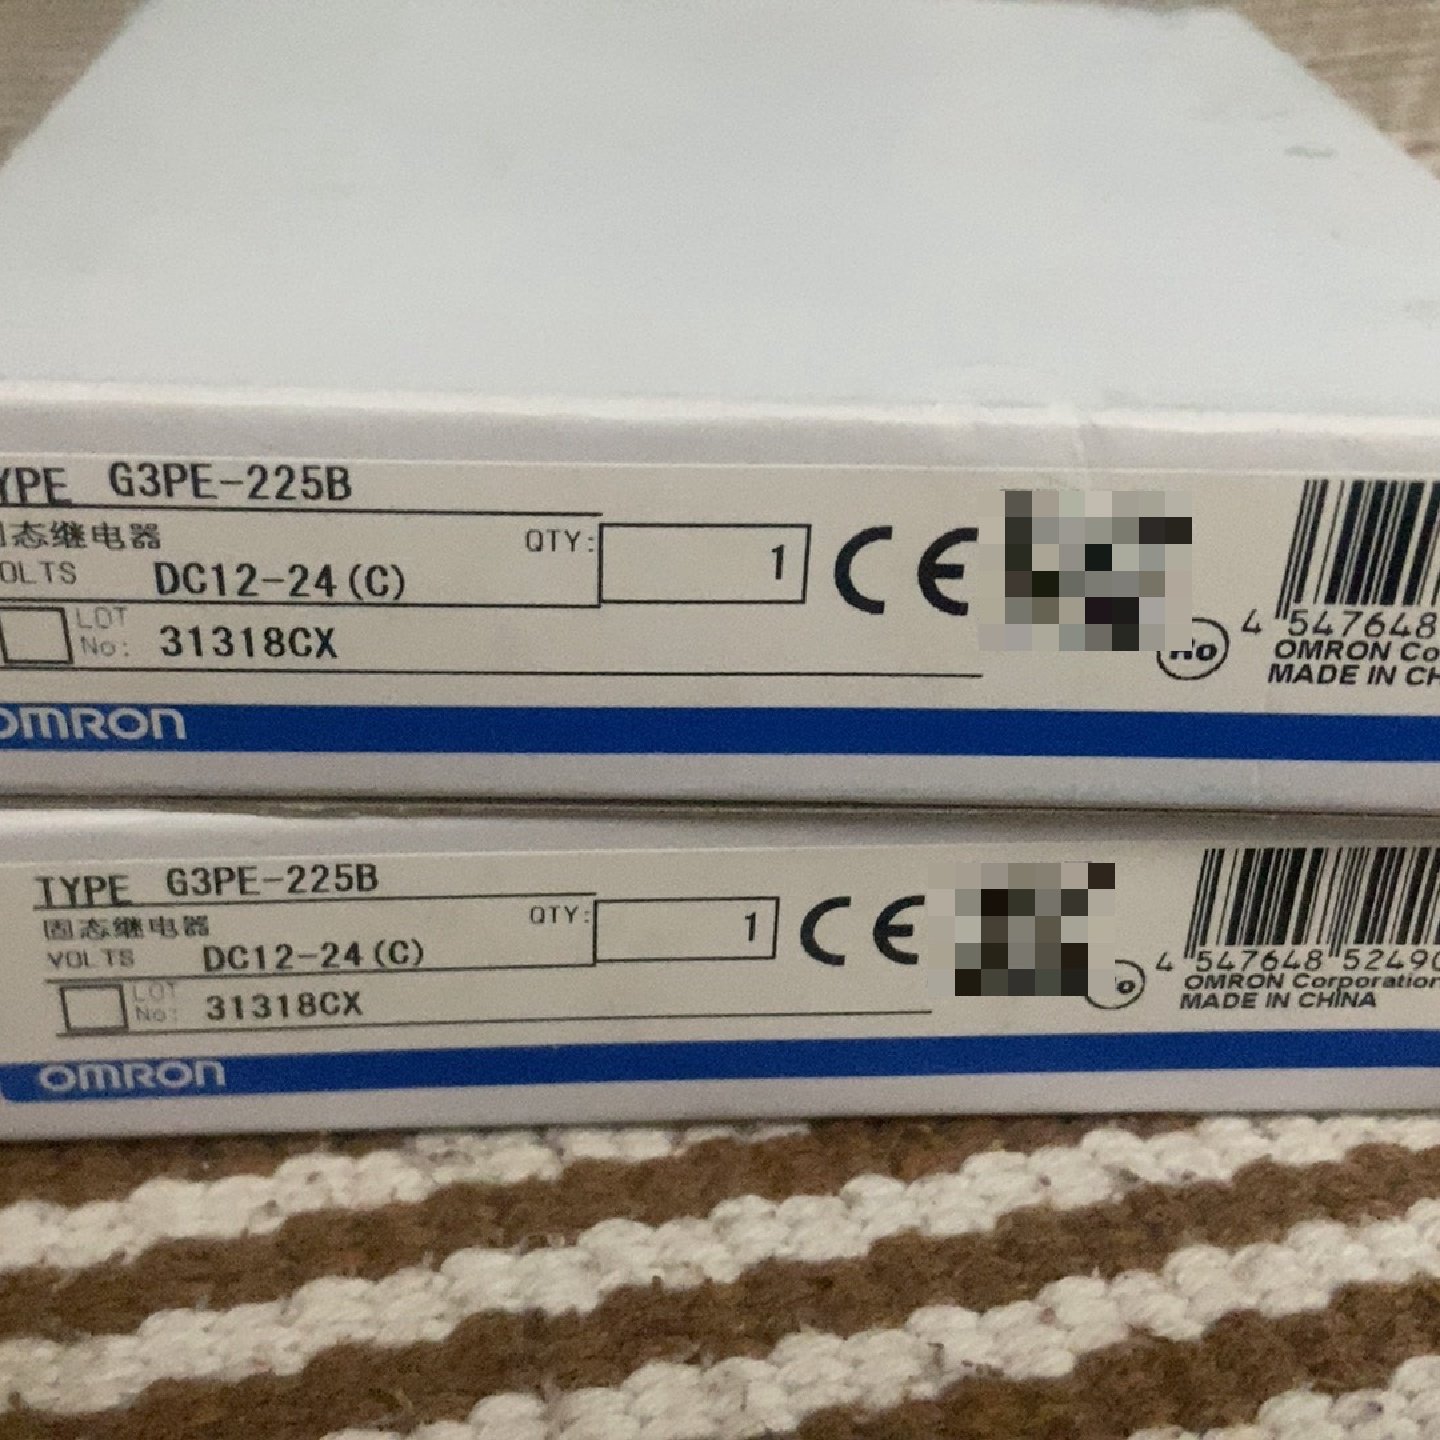 YPE G3PE-225B
态继电器
QTY: 1
OLTS DC12-24(C)
LOT
No: 31318CX
CE
4 547648
OMRON Co
MADE IN CH
OMRON
TYPE G3PE-225B
固态继电器
QTY: 1
VOLTS DC12-24(C)
LOT
No: 31318CX
CE
4 547648 52490
OMRON Corporation
MADE IN CHINA
OMRON